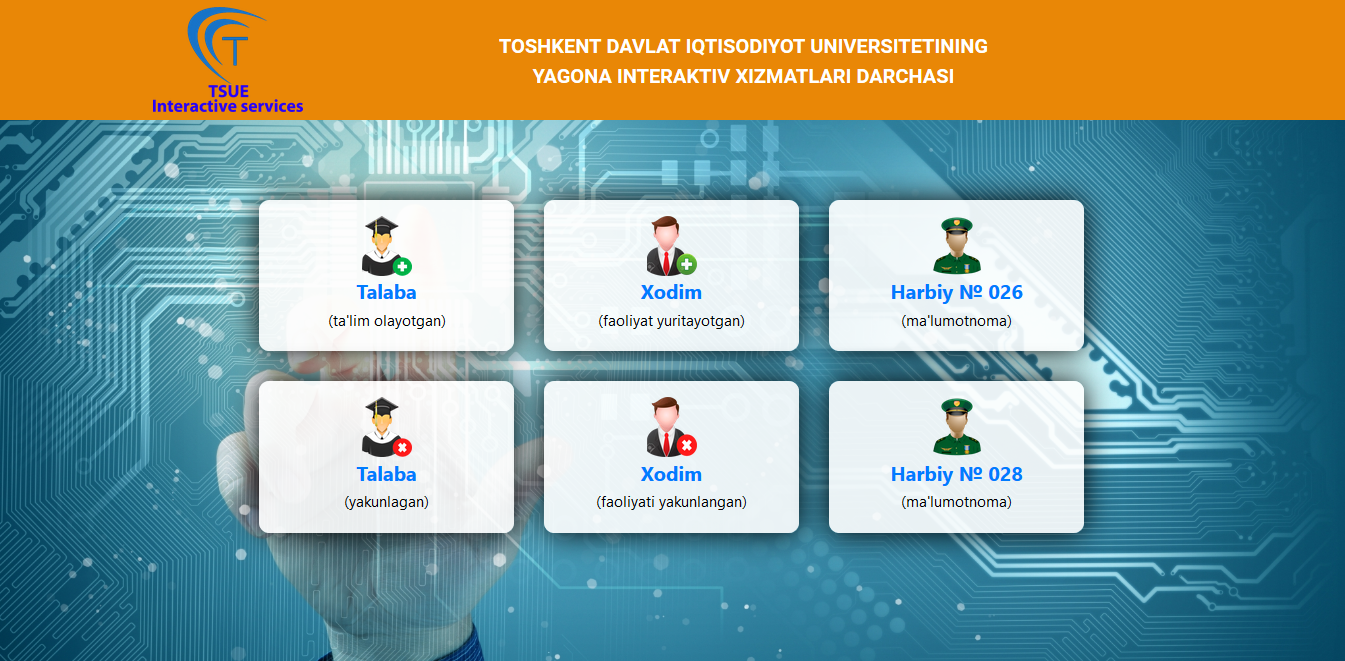 TSUE
Interactive services
TOSHKENT DAVLAT IQTISODIYOT UNIVERSITETINING
YAGONA INTERAKTIV XIZMATLARI DARCHASI
Talaba
(ta'lim olayotgan)
Xodim
(faoliyat yuritayotgan)
Harbiy № 026
(ma'lumotnoma)
Talaba
(yakunlagan)
Xodim
(faoliyati yakunlangan)
Harbiy № 028
(ma'lumotnoma)